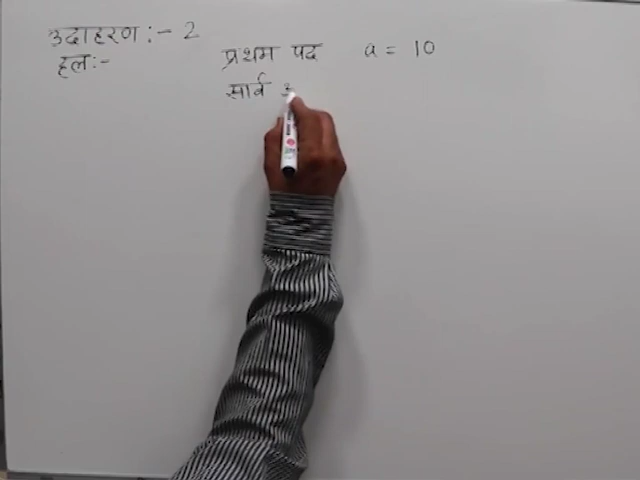 उदाहरण :- 2
हल :-
प्रथम पद a = 10
सार्व